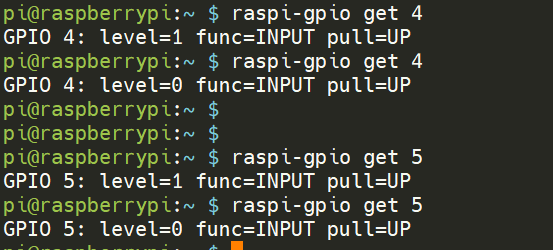 pi@raspberrypi:~ $ raspi-gpio get 4
GPIO 4: level=1 func=INPUT pull=UP
pi@raspberrypi:~ $ raspi-gpio get 4
GPIO 4: level=0 func=INPUT pull=UP
pi@raspberrypi:~ $
pi@raspberrypi:~ $
pi@raspberrypi:~ $ raspi-gpio get 5
GPIO 5: level=1 func=INPUT pull=UP
pi@raspberrypi:~ $ raspi-gpio get 5
GPIO 5: level=0 func=INPUT pull=UP
pi@raspberrypi:~ $